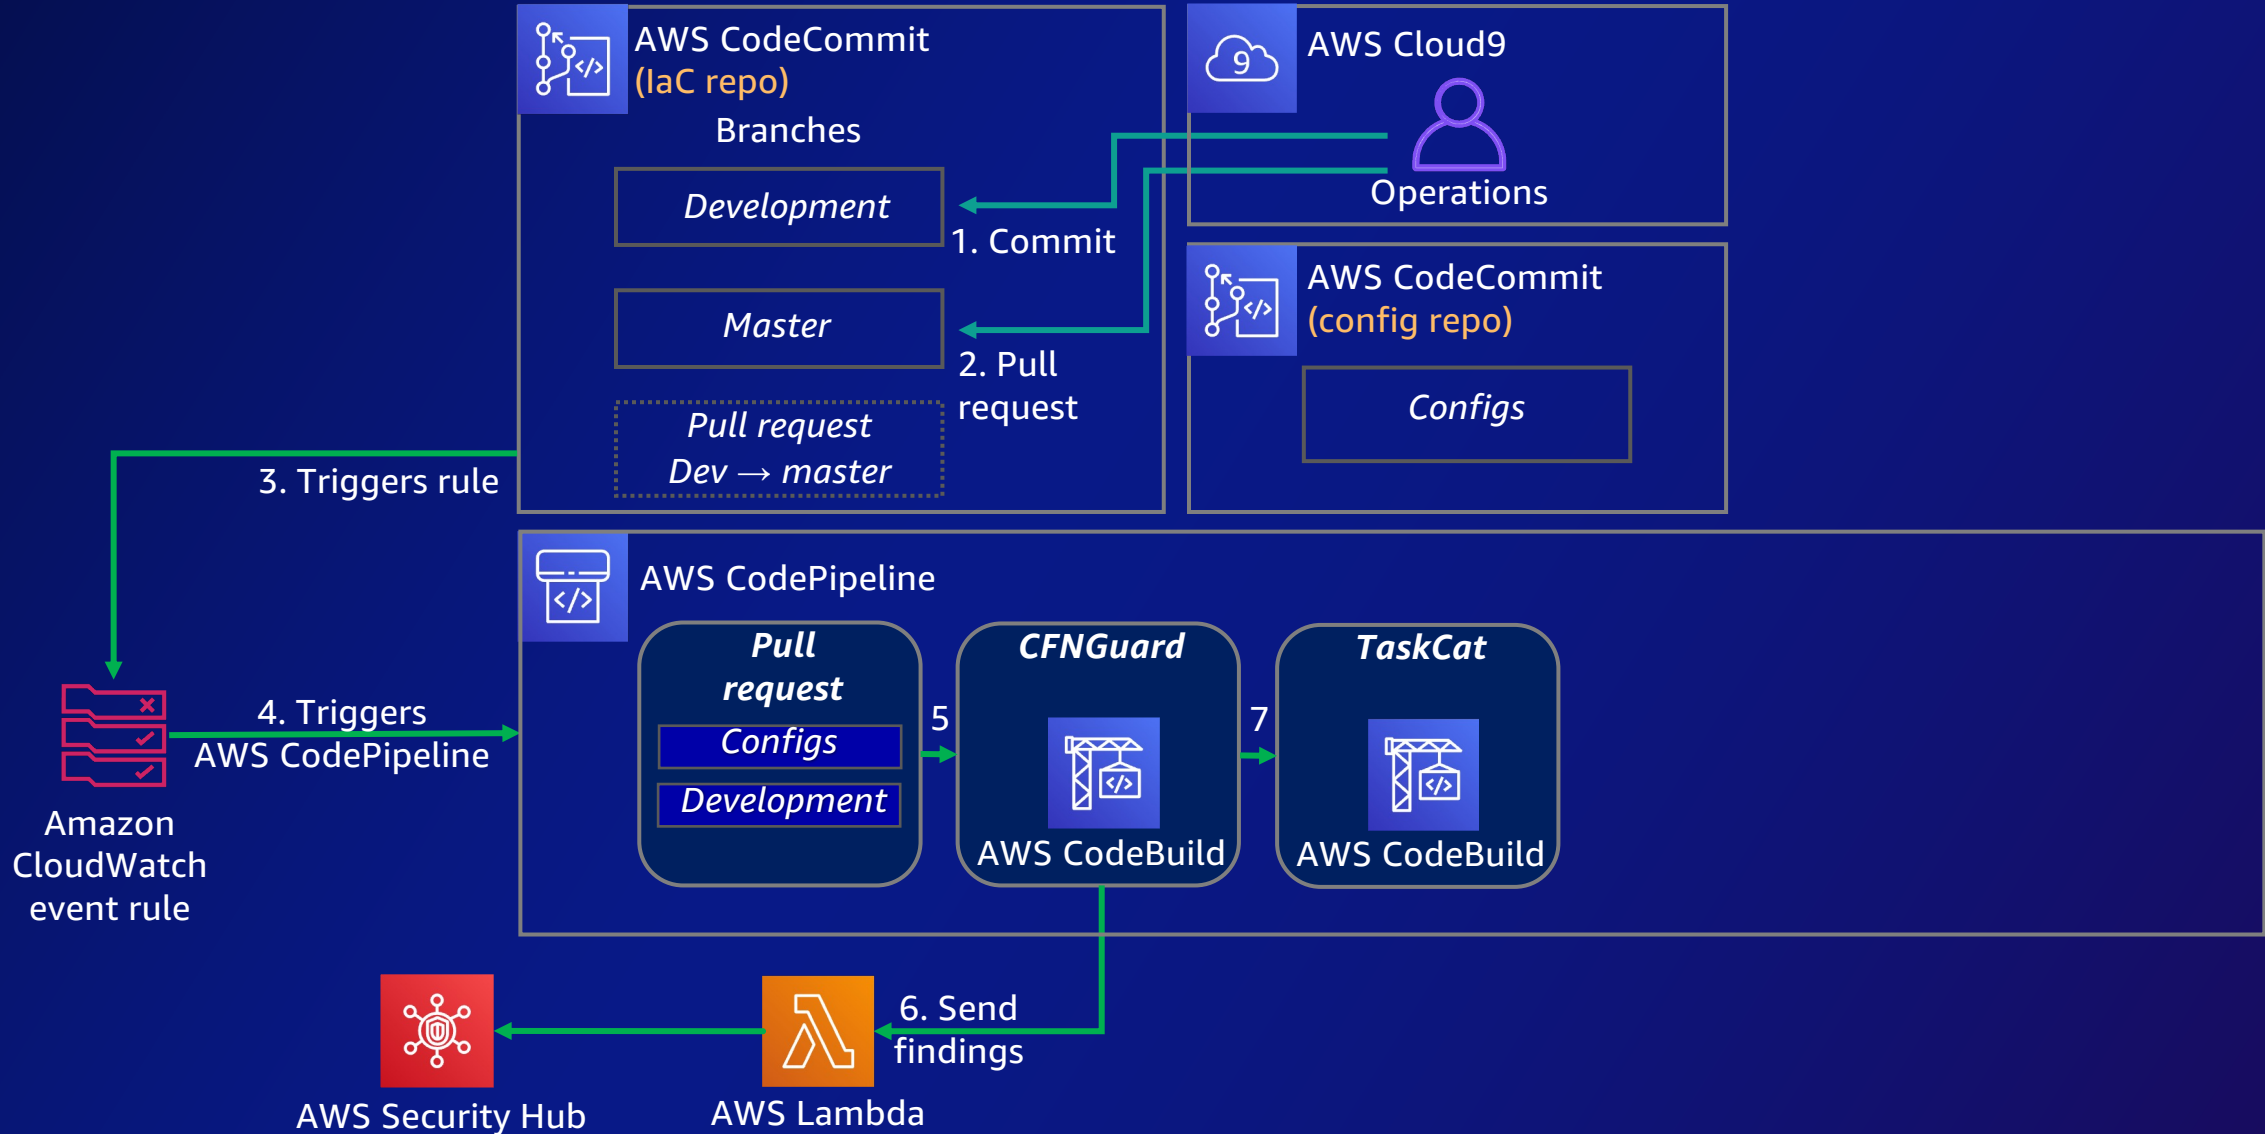 AWS CodeCommit
(IaC repo)
Branches
Development
Master
Pull request
Dev → master
1. Commit
2. Pull
request
9
AWS Cloud9
Operations
AWS CodeCommit
(config repo)
Configs
3. Triggers rule
4. Triggers
AWS CodePipeline
Amazon
CloudWatch
event rule
AWS CodePipeline
Pull
request
Configs
Development
5
CFNGuard
AWS CodeBuild
7
TaskCat
AWS CodeBuild
6. Send
findings
AWS Lambda
AWS Security Hub